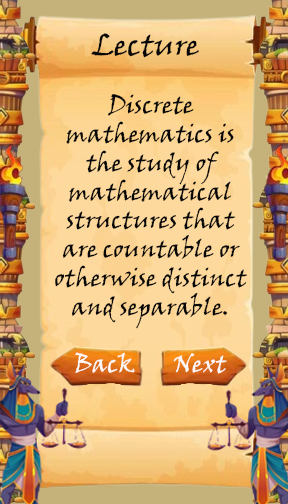 Lecture
Discrete
mathematics is
the study of
mathematical
structures that
are countable or
otherwise distinct
and separable.
Back Next